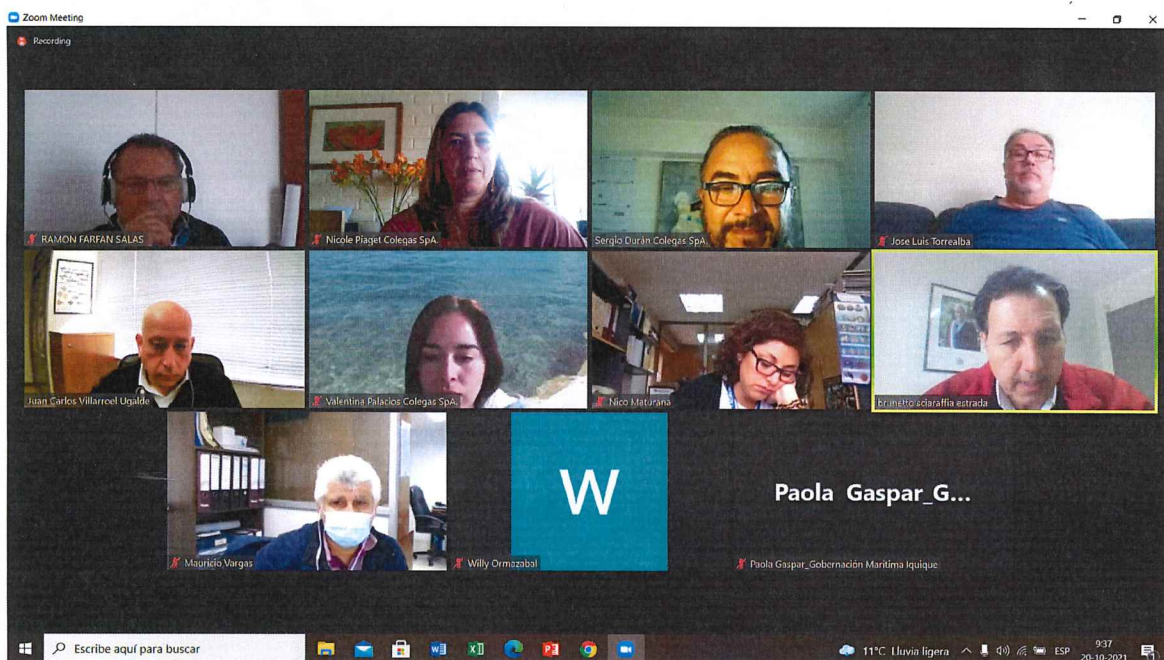 Zoom Meeting
Recording
RAMON FARFAN SALAS
Nicole Piaget Colegas SpA.
Sergio Durán Colegas SpA.
Jose Luis Torrealba
Juan Carlos Villarroel Ugalde
Valentina Palacios Colegas SpA.
Nico Maturana
brunetto sciaraffia estrada
W
Paola Gaspar_G...
Mauricio Vargas
Willy Ormazabal
Paola Gaspar_Gobernación Maritima Iquique
Escribe aquí para buscar
11°C Lluvia ligera
ESP
9:37
20-10-2021